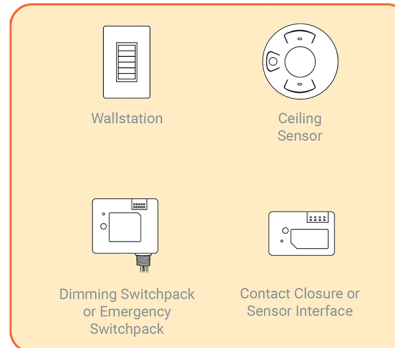 Wallstation
Ceiling
Sensor
Dimming Switchpack
or Emergency
Switchpack
Contact Closure or
Sensor Interface